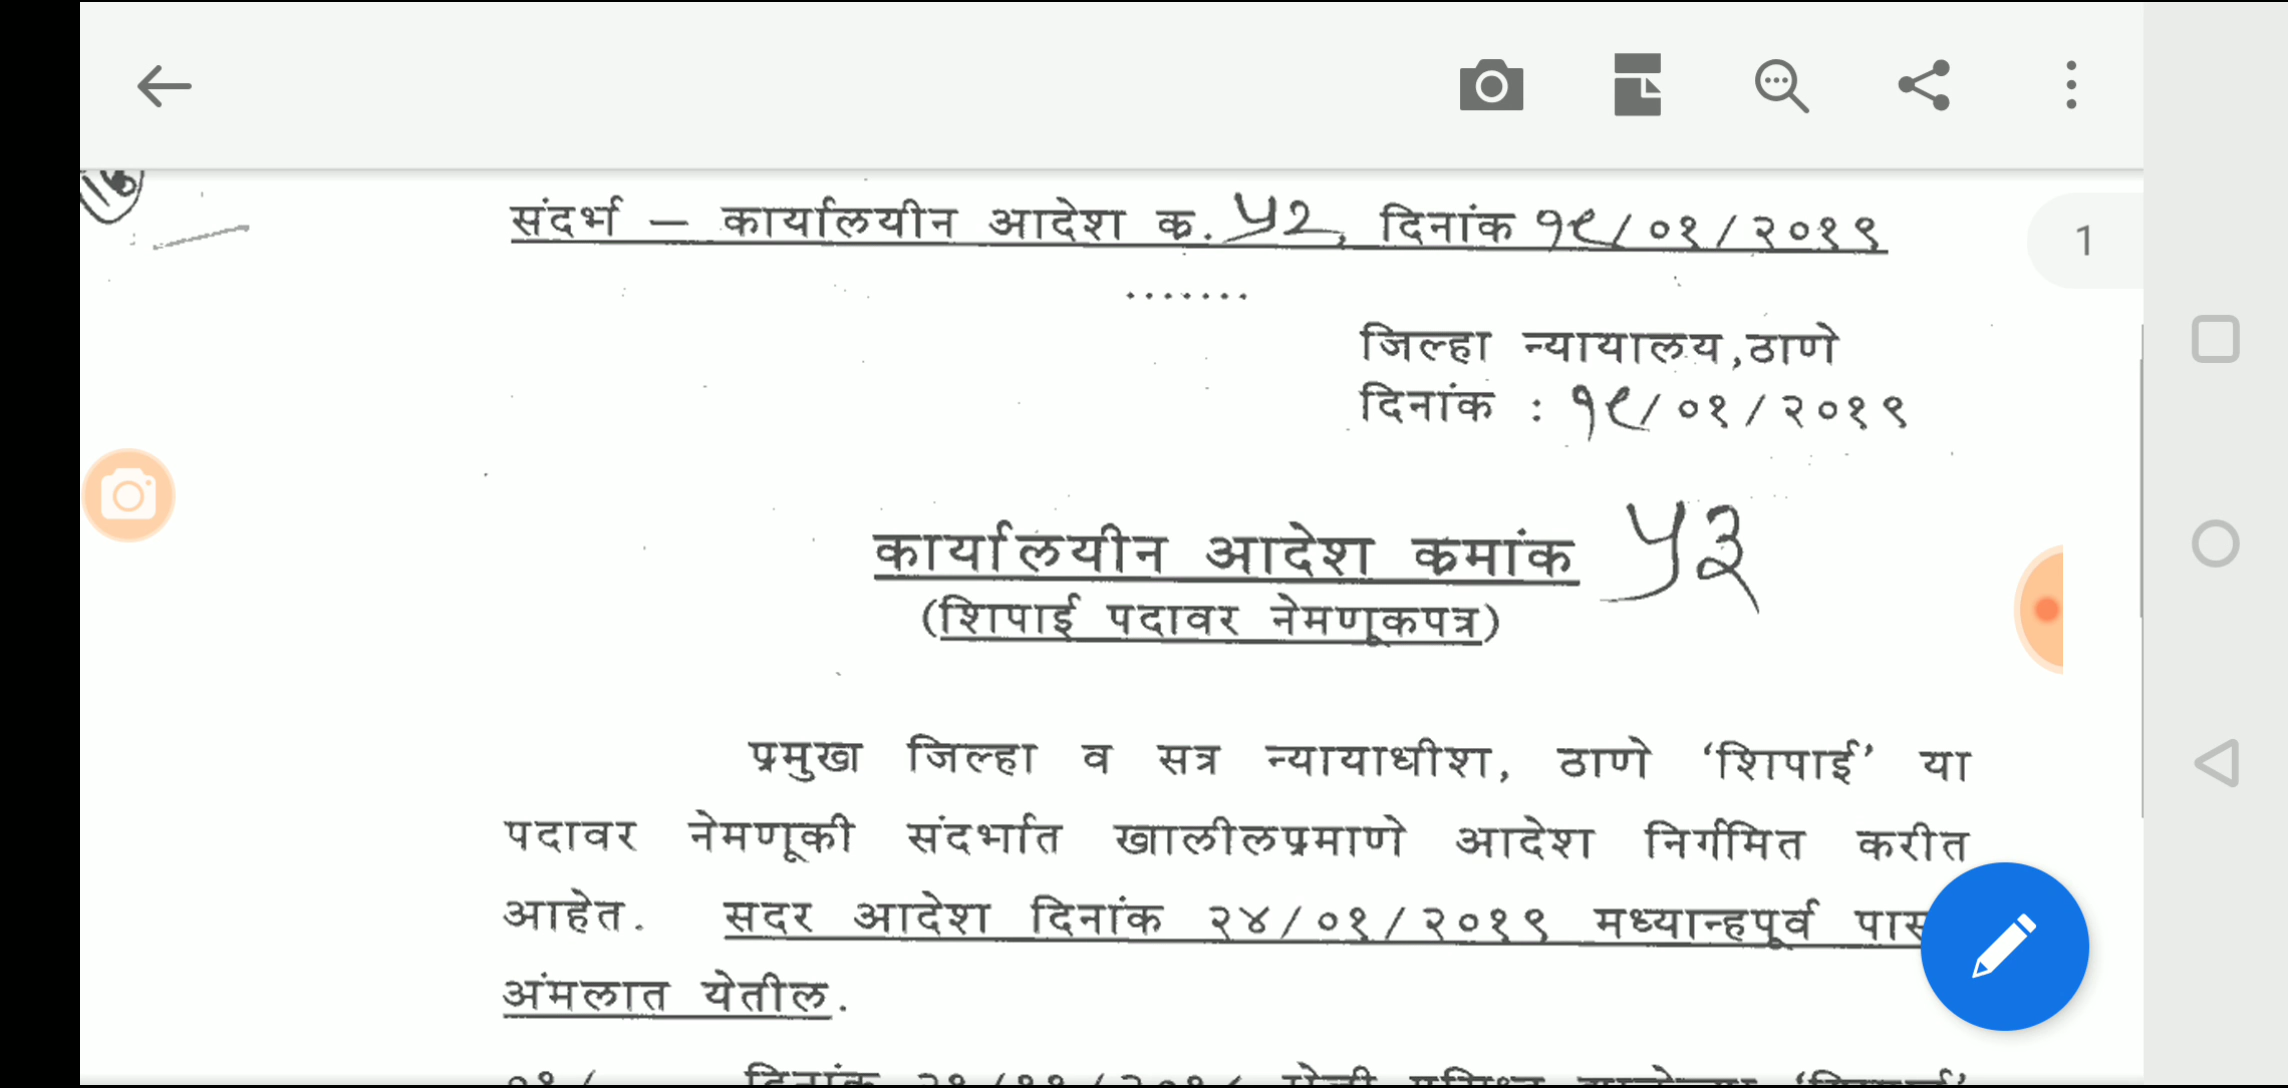 संदर्भ – कार्यालयीन आदेश क्र. ५२, दिनांक १९/०१/२०१९
.......
1
जिल्हा न्यायालय,ठाणे
दिनांक : १९/०१/२०१९
कार्यालयीन आदेश क्रमांक ५३
(शिपाई पदावर नेमणूकपत्र)
प्रमुख जिल्हा व सत्र न्यायाधीश, ठाणे ‘शिपाई’ या
पदावर नेमणूकी संदर्भात खालीलप्रमाणे आदेश निर्गमित करीत
आहेत. सदर आदेश दिनांक २४/०१/२०१९ मध्यान्हपूर्व
अंमलात येतील.
दिनांक